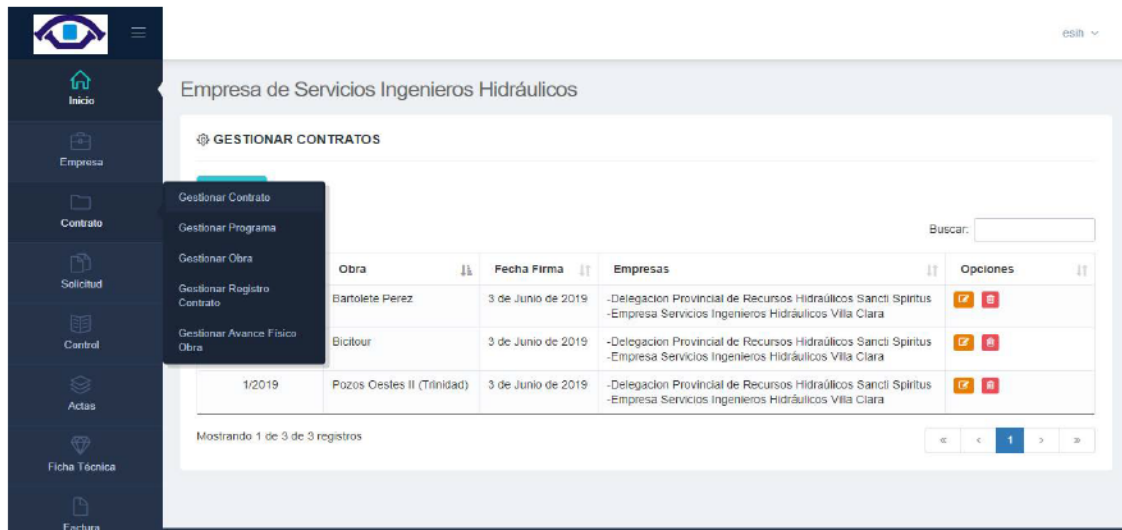 esih
Inicio
Empresa de Servicios Ingenieros Hidráulicos
GESTIONAR CONTRATOS
Empresa
Contrato
Gestionar Contrato
Gestionar Programa
Gestionar Obra
Gestionar Registro
Contrato
Gestionar Avance Físico
Obra
Solicitud
Control
Actas
Ficha Técnica
Factura
Buscar:
Obra Fecha Firma Empresas Opciones
Bartolete Perez 3 de Junio de 2019 -Delegacion Provincial de Recursos Hidraúlicos Sancti Spiritus
-Empresa Servicios Ingenieros Hidráulicos Villa Clara
Bicitour 3 de Junio de 2019 -Delegacion Provincial de Recursos Hidraúlicos Sancti Spiritus
-Empresa Servicios Ingenieros Hidráulicos Villa Clara
1/2019 Pozos Oestes II (Trinidad) 3 de Junio de 2019 -Delegacion Provincial de Recursos Hidraúlicos Sancti Spiritus
-Empresa Servicios Ingenieros Hidráulicos Villa Clara
Mostrando 1 de 3 de 3 registros
« < 1 > »